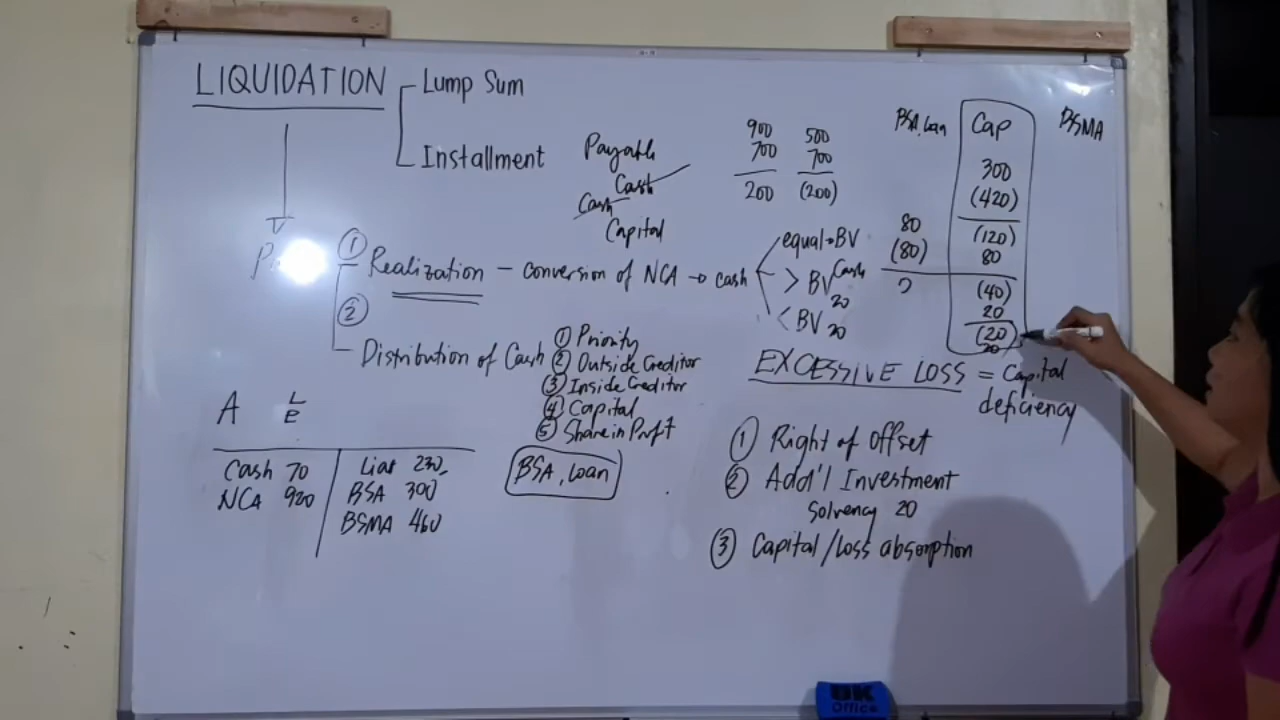 LIQUIDATION
Lump Sum
Installment
Payable
Cash
Cash
Capital
900 500
700 700
200 (200)
BSA, Loan Cap BSMA
300
(420)
(120)
80 80
(80) (40)
20
(20
20
① Realization - conversion of NCA → cash
equal → BV
> BV Cash 20
< BV 20
②
Distribution of Cash
① Priority
② Outside Creditor
③ Inside Creditor
④ Capital
⑤ Share in Profit
BSA, Loan
A L
E
Cash 70 Liab 230
NCA 920 BSA 300
BSMA 460
EXCESSIVE LOSS = Capital
deficiency
① Right of Offset
② Add'l Investment
Solvency 20
③ Capital/loss absorption
OK
Office